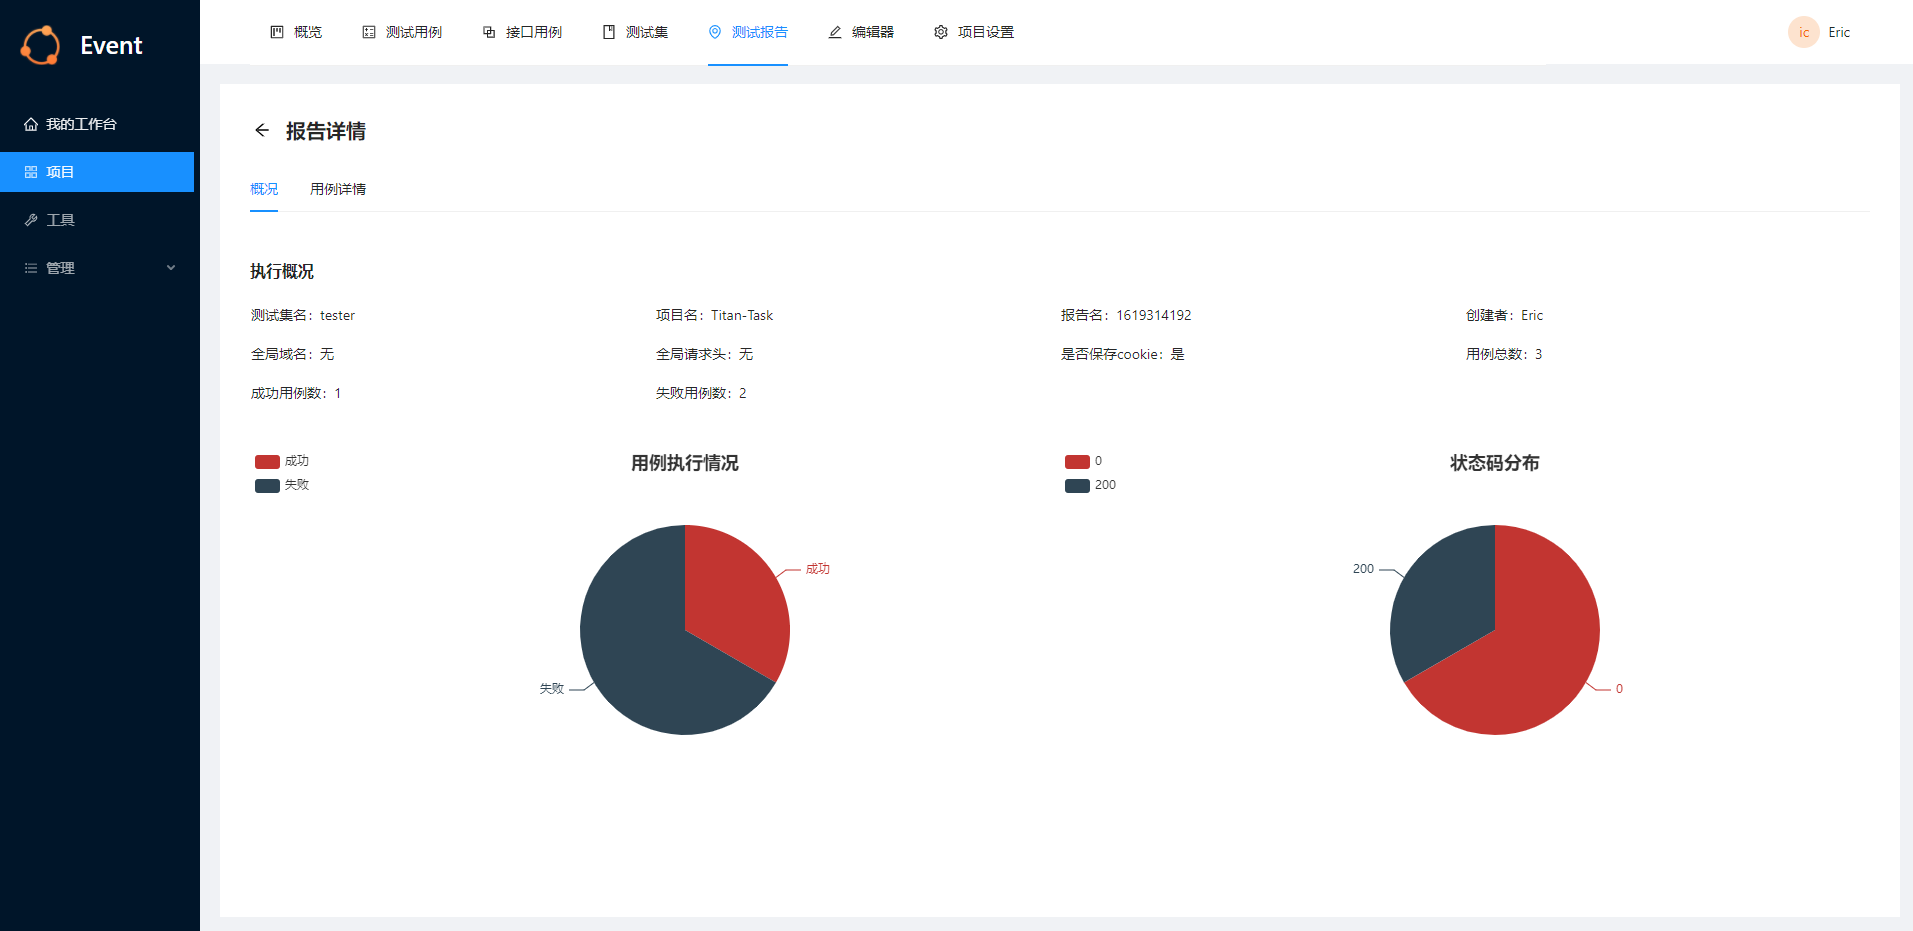 Event
我的工作台
项目
工具
管理
概览 测试用例 接口用例 测试集 测试报告 编辑器 项目设置
ic Eric
报告详情
概况 用例详情
执行概况
测试集名：tester 项目名：Titan-Task 报告名：1619314192 创建者：Eric
全局域名：无 全局请求头：无 是否保存cookie：是 用例总数：3
成功用例数：1 失败用例数：2
成功
失败
用例执行情况
成功
失败
0
200
状态码分布
200
0